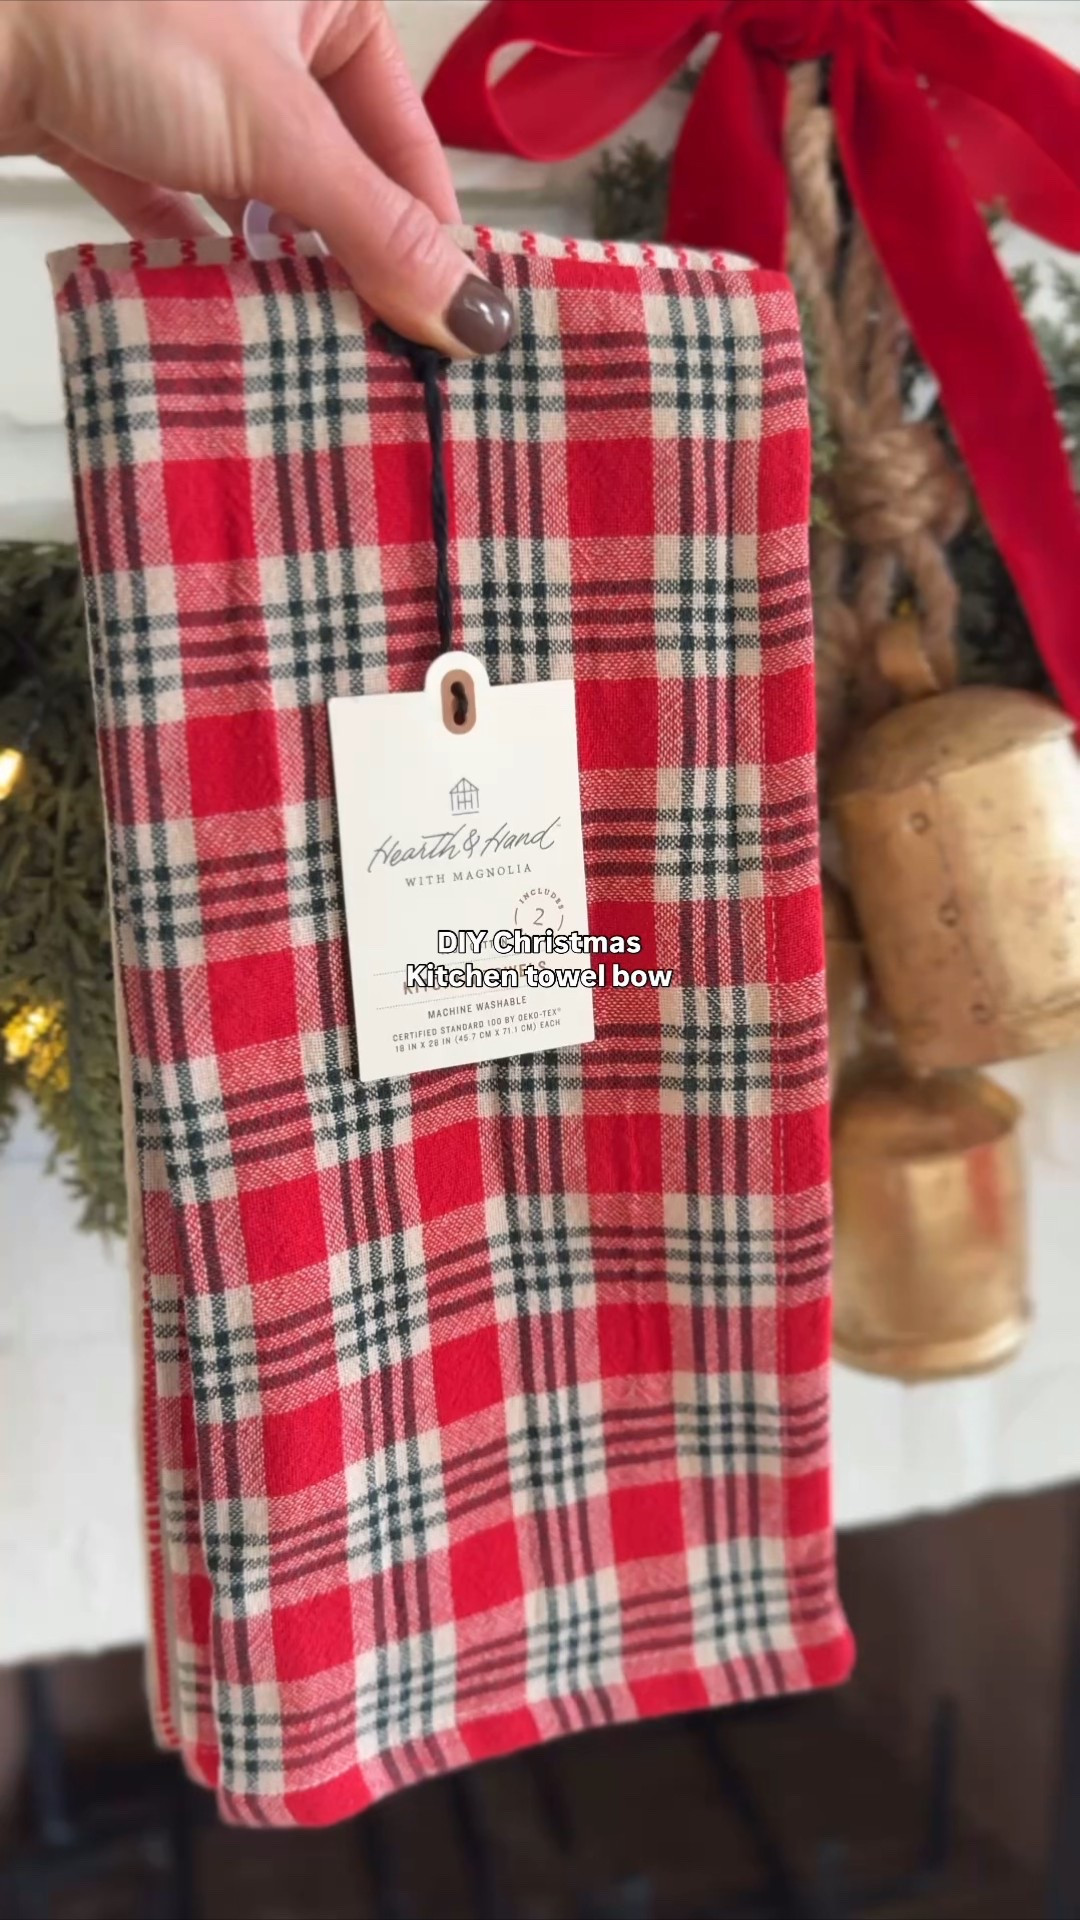 Hearth & Hand™
WITH MAGNOLIA
INCLUDES
2
DIY Christmas
Kitchen towel bow
MACHINE WASHABLE
CERTIFIED STANDARD 100 BY OEKO-TEX®
18 IN X 28 IN (45.7 CM X 71.1 CM) EACH